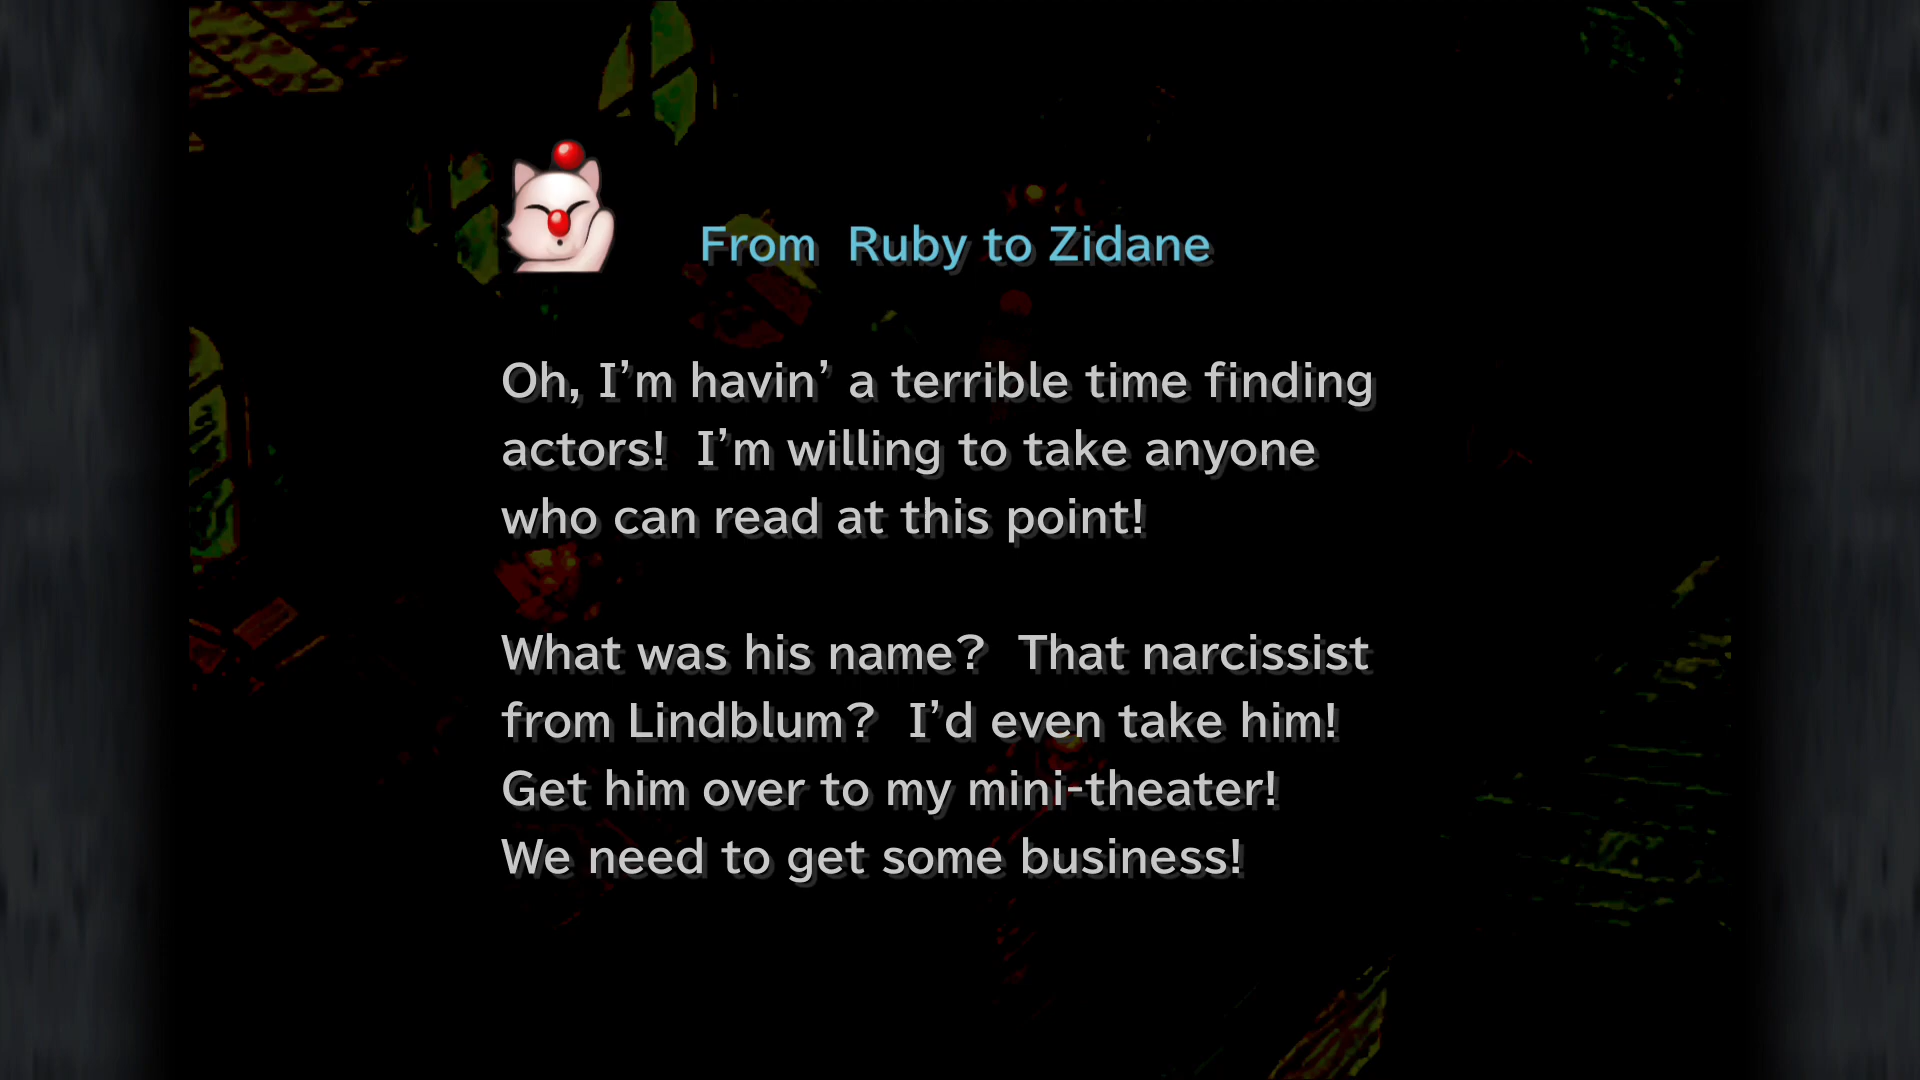 From  Ruby to Zidane
Oh, I’m havin’ a terrible time finding
actors!  I’m willing to take anyone
who can read at this point!
What was his name?  That narcissist
from Lindblum?  I’d even take him!
Get him over to my mini-theater!
We need to get some business!